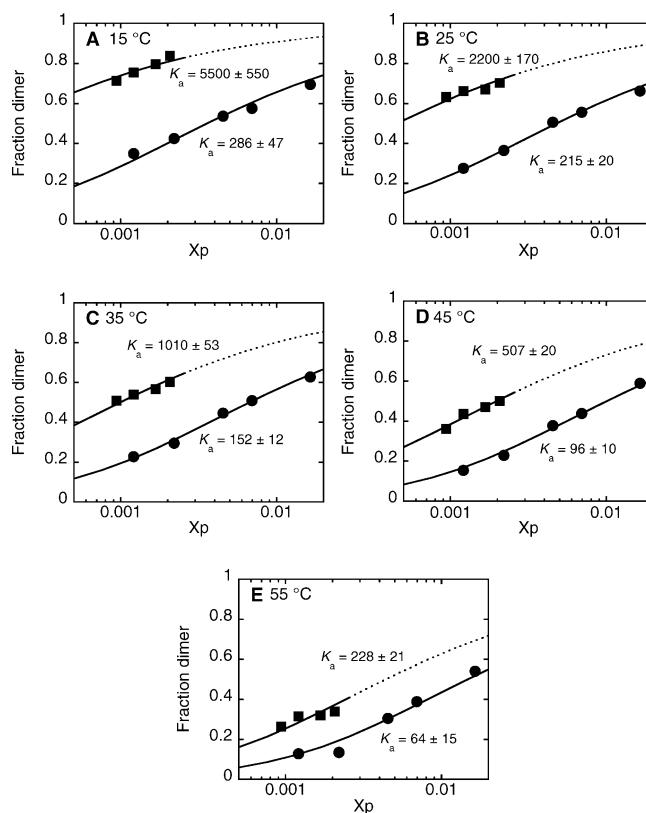 1
A 15 °C
0.8
Ka = 5500 ± 550
0.6
Fraction dimer
0.4
Ka = 286 ± 47
0.2
0
0.001
0.01
Xp
1
B 25 °C
Ka = 2200 ± 170
0.8
0.6
Fraction dimer
0.4
Ka = 215 ± 20
0.2
0
0.001
0.01
Xp
1
C 35 °C
Ka = 1010 ± 53
0.8
0.6
Fraction dimer
0.4
Ka = 152 ± 12
0.2
0
0.001
0.01
Xp
1
D 45 °C
0.8
Ka = 507 ± 20
0.6
Fraction dimer
0.4
Ka = 96 ± 10
0.2
0
0.001
0.01
Xp
1
E 55 °C
0.8
Ka = 228 ± 21
0.6
Fraction dimer
0.4
Ka = 64 ± 15
0.2
0
0.001
0.01
Xp